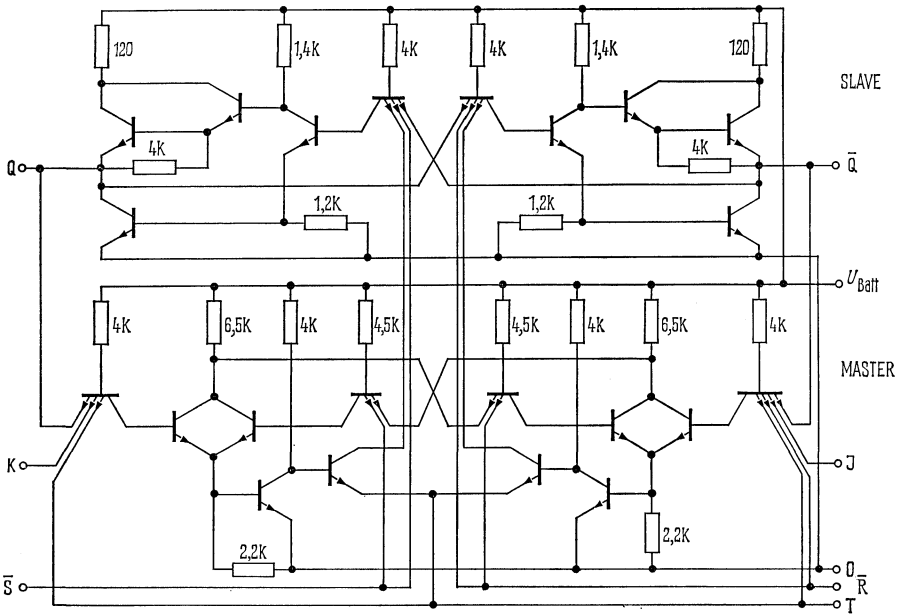 120 1,4K 4K 4K 1,4K 120
SLAVE
4K 4K
Q Q̅
1,2K 1,2K
U Batt
4K 6,5K 4K 4,5K 4,5K 4K 6,5K 4K
MASTER
K J
2,2K
2,2K
0
S̅ R̅
T